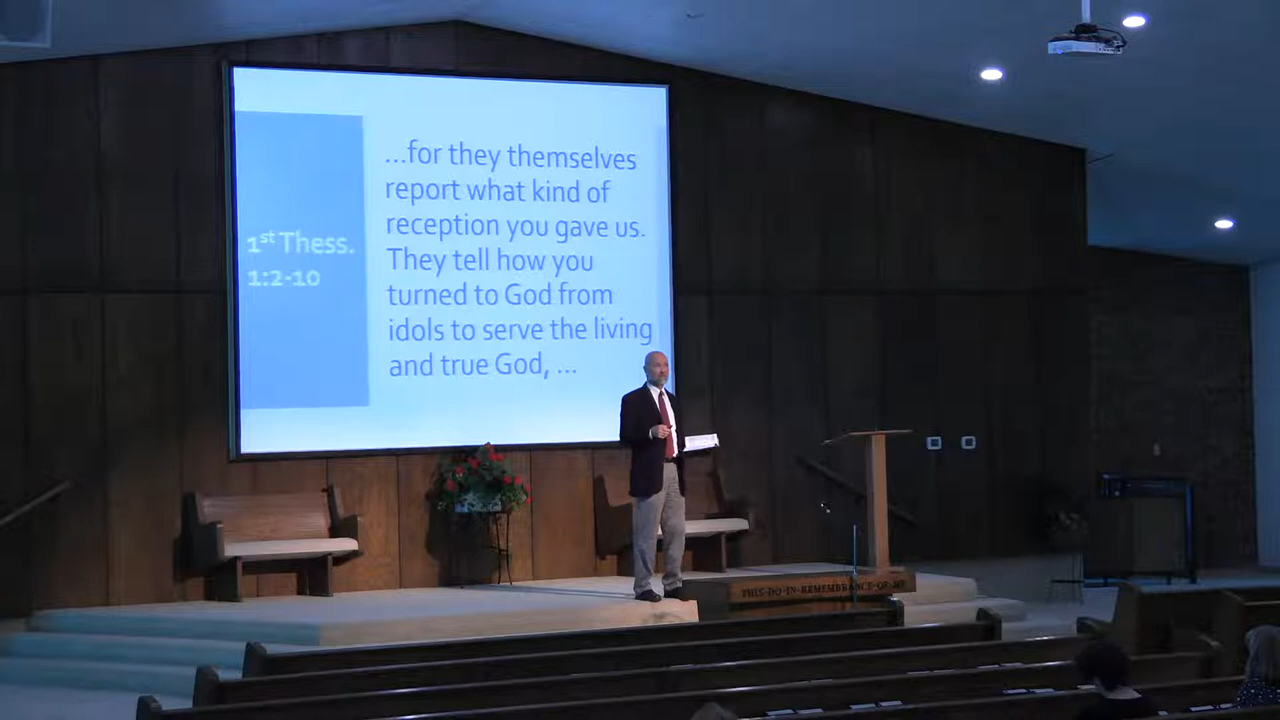 1st Thess.
1:2-10
...for they themselves
report what kind of
reception you gave us.
They tell how you
turned to God from
idols to serve the living
and true God, ...
THIS·DO·IN·REMEMBRANCE·OF·ME